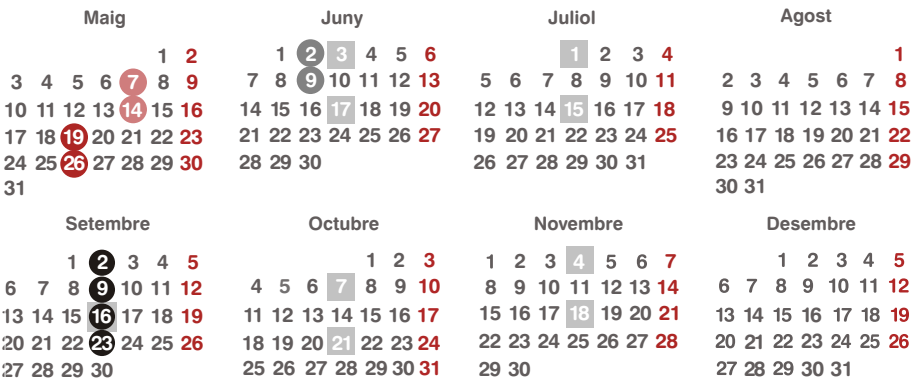 Maig
1 2
3 4 5 6 7 8 9
10 11 12 13 14 15 16
17 18 19 20 21 22 23
24 25 26 27 28 29 30
31
Juny
1 2 3 4 5 6
7 8 9 10 11 12 13
14 15 16 17 18 19 20
21 22 23 24 25 26 27
28 29 30
Juliol
1 2 3 4
5 6 7 8 9 10 11
12 13 14 15 16 17 18
19 20 21 22 23 24 25
26 27 28 29 30 31
Agost
1
2 3 4 5 6 7 8
9 10 11 12 13 14 15
16 17 18 19 20 21 22
23 24 25 26 27 28 29
30 31
Setembre
1 2 3 4 5
6 7 8 9 10 11 12
13 14 15 16 17 18 19
20 21 22 23 24 25 26
27 28 29 30
Octubre
1 2 3
4 5 6 7 8 9 10
11 12 13 14 15 16 17
18 19 20 21 22 23 24
25 26 27 28 29 30 31
Novembre
1 2 3 4 5 6 7
8 9 10 11 12 13 14
15 16 17 18 19 20 21
22 23 24 25 26 27 28
29 30
Desembre
1 2 3 4 5
6 7 8 9 10 11 12
13 14 15 16 17 18 19
20 21 22 23 24 25 26
27 28 29 30 31